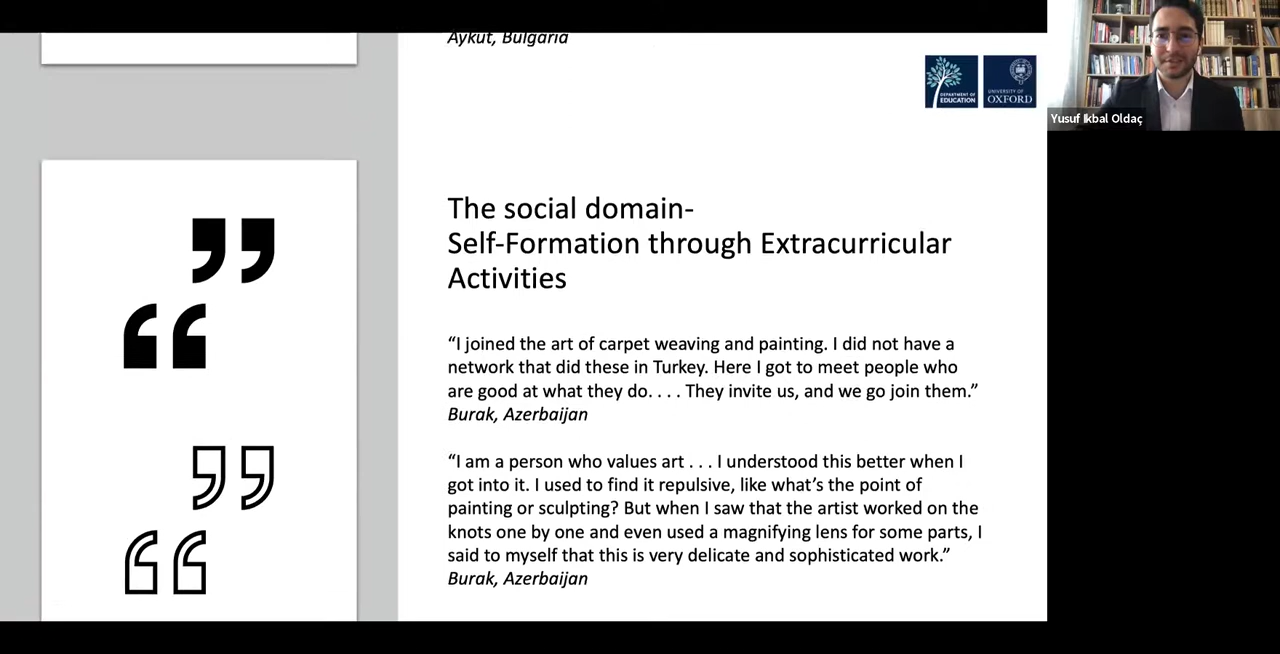 Aykut, Bulgaria
DEPARTMENT OF
EDUCATION
UNIVERSITY OF
OXFORD
Yusuf Ikbal Oldaç
The social domain-
Self-Formation through Extracurricular
Activities
“I joined the art of carpet weaving and painting. I did not have a
network that did these in Turkey. Here I got to meet people who
are good at what they do. . . . They invite us, and we go join them.”
Burak, Azerbaijan
“I am a person who values art . . . I understood this better when I
got into it. I used to find it repulsive, like what’s the point of
painting or sculpting? But when I saw that the artist worked on the
knots one by one and even used a magnifying lens for some parts, I
said to myself that this is very delicate and sophisticated work.”
Burak, Azerbaijan